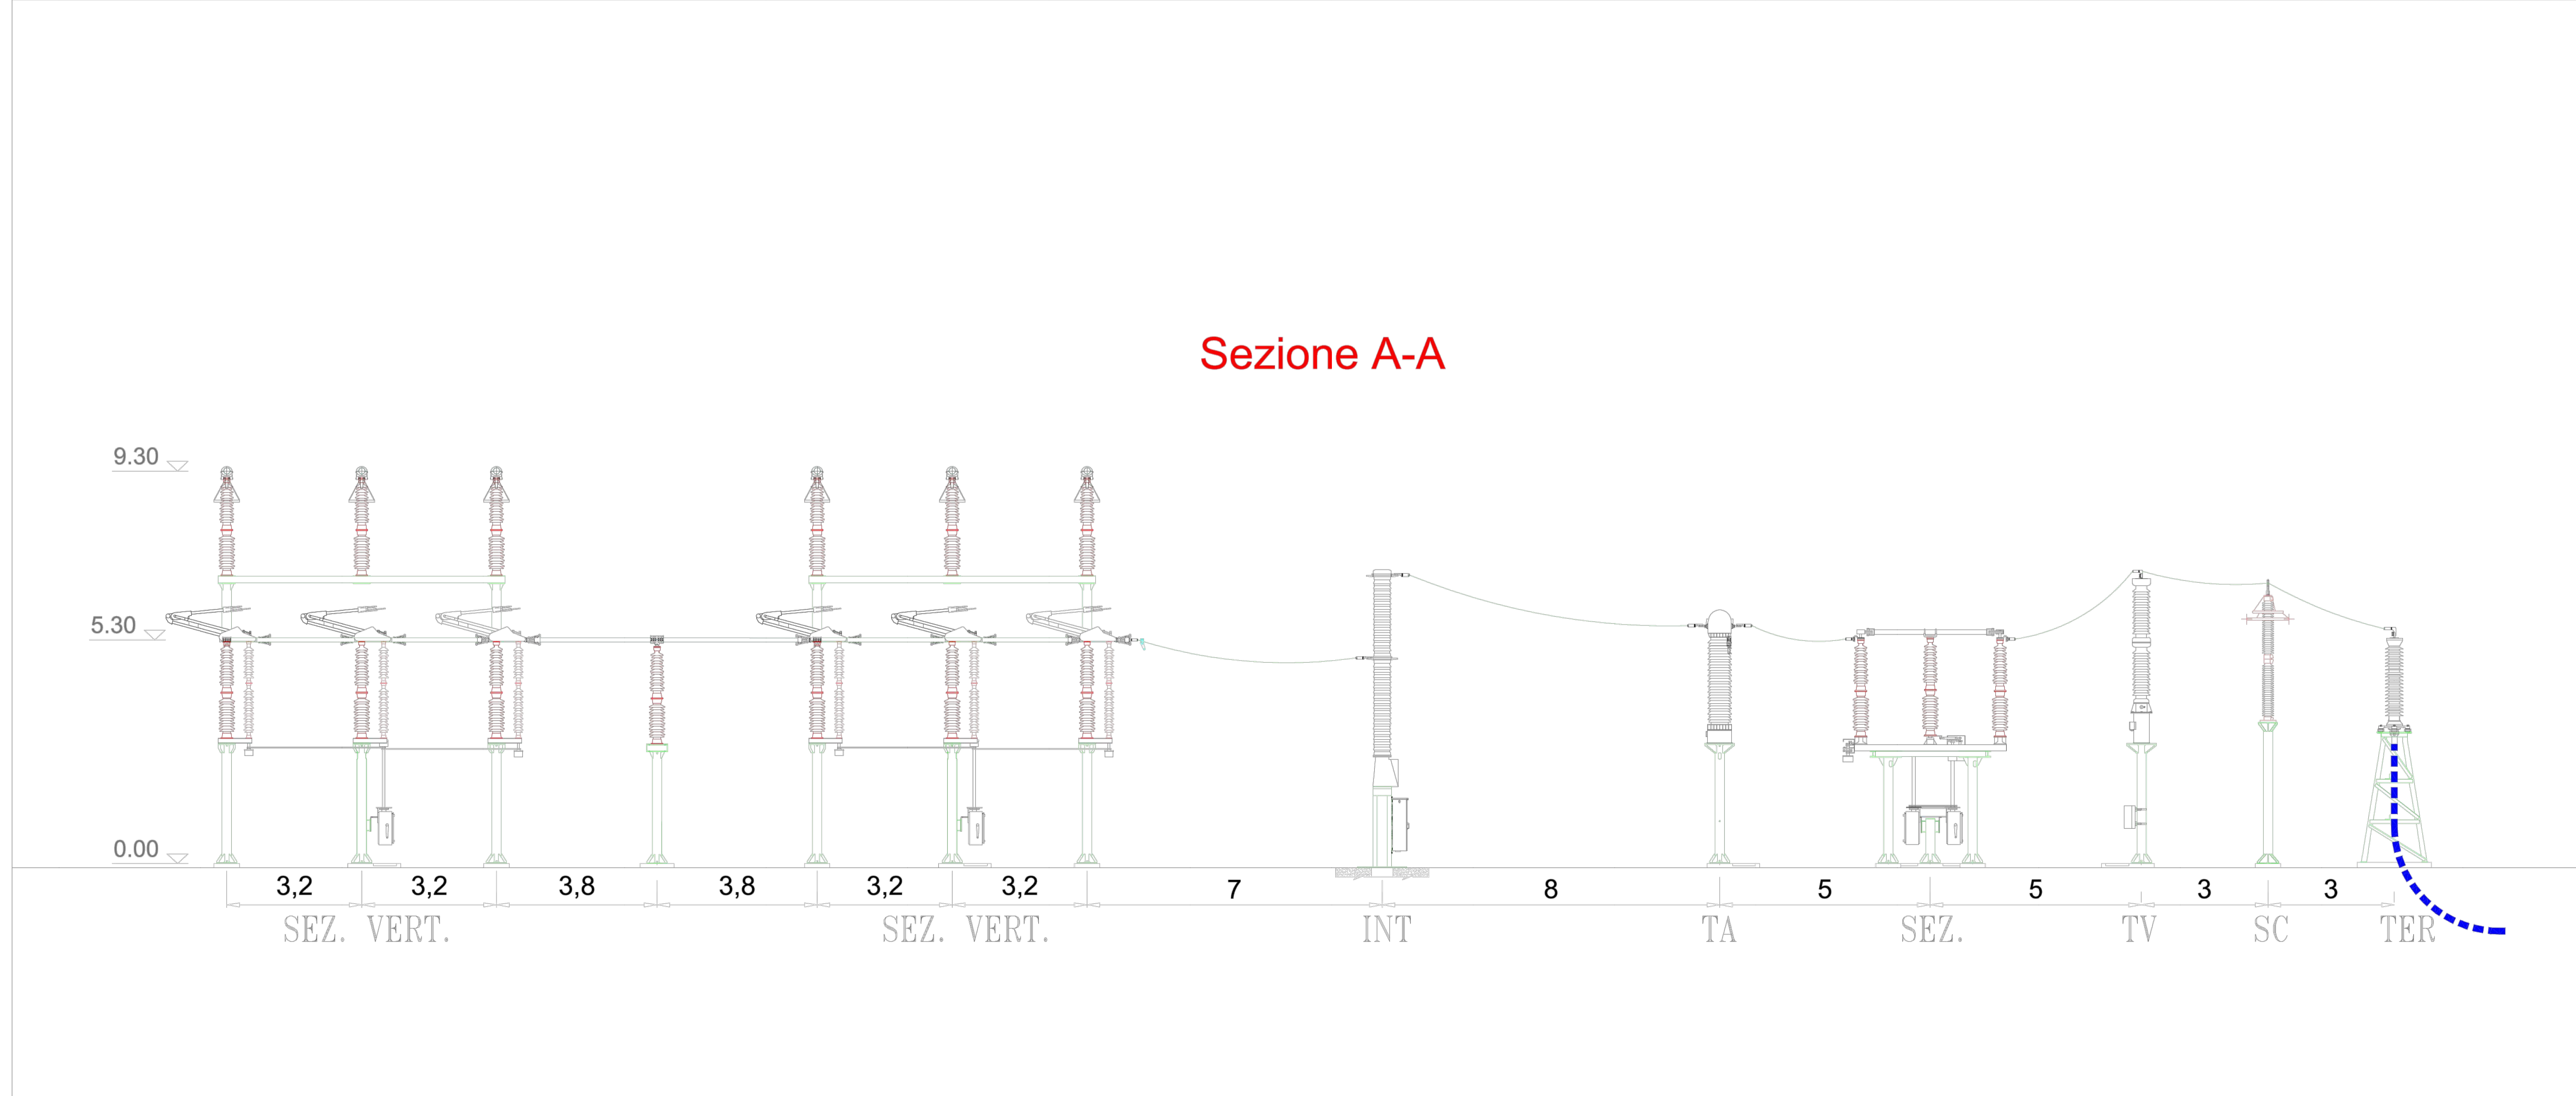 Sezione A-A
9.30
5.30
0.00
3,2 3,2 3,8 3,8 3,2 3,2 7 8 5 5 3 3
SEZ. VERT. SEZ. VERT. INT TA SEZ. TV SC TER